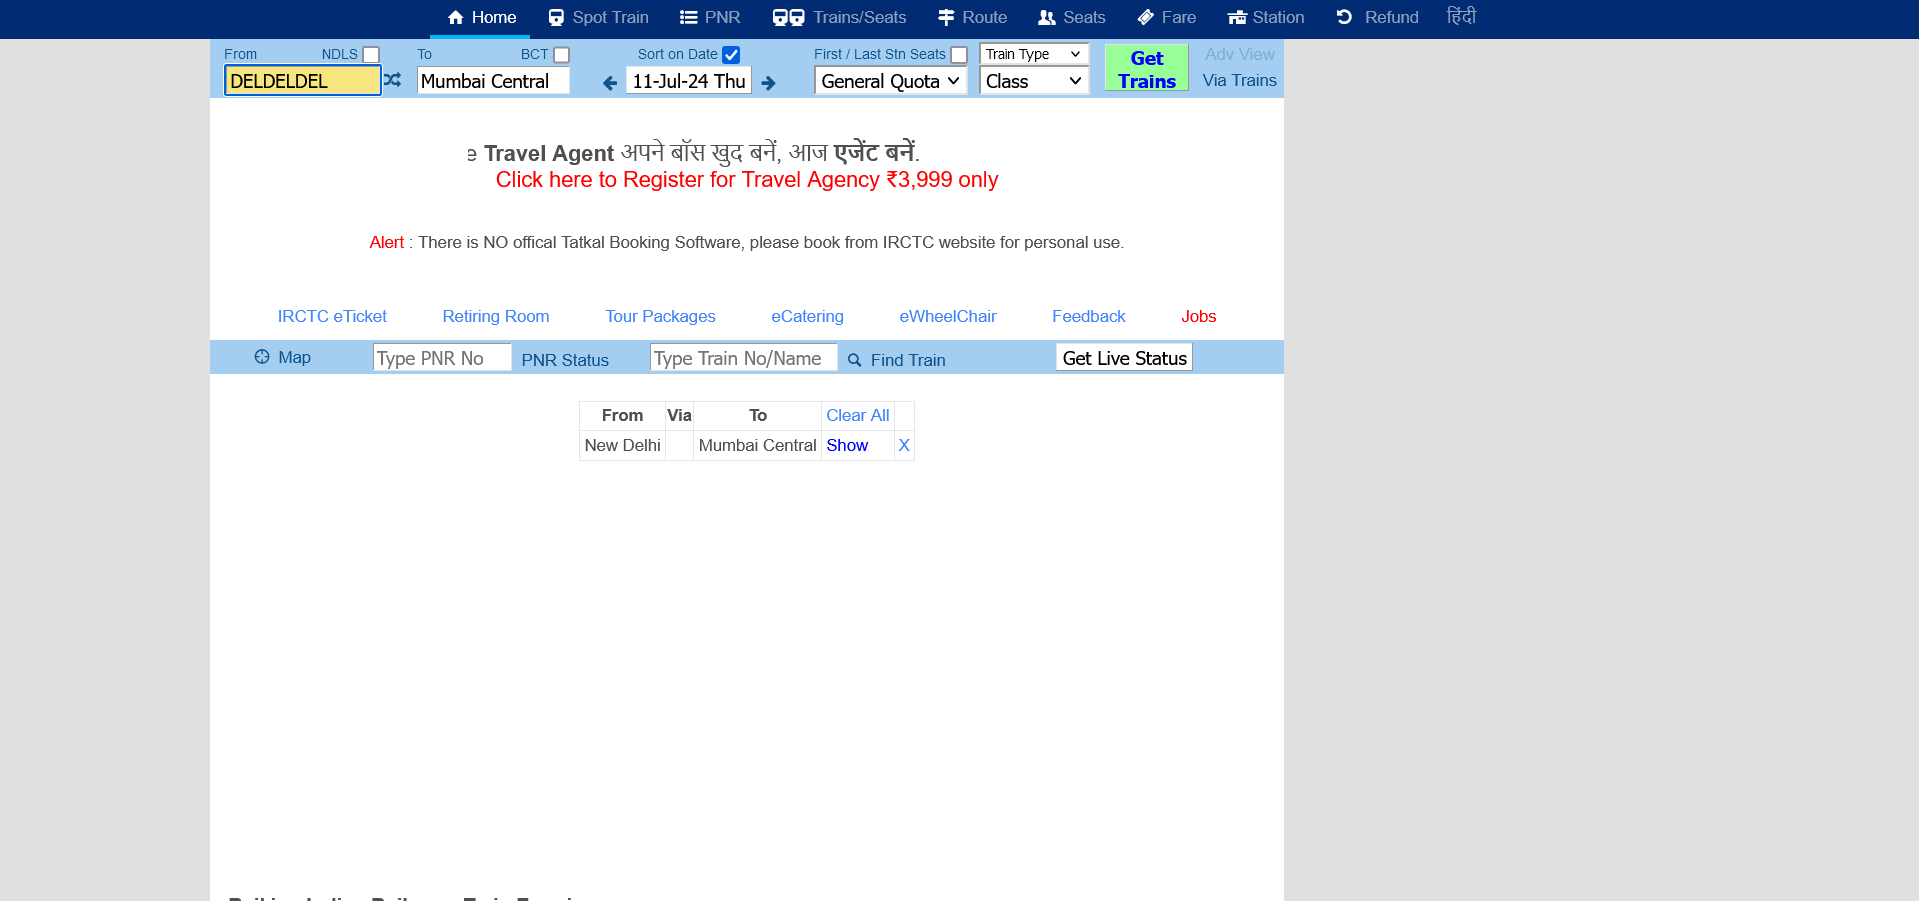 Home Spot Train PNR Trains/Seats Route Seats Fare Station Refund हिंदी
From NDLS To BCT Sort on Date First / Last Stn Seats Train Type Get Trains Adv View
DELDELDEL Mumbai Central 11-Jul-24 Thu General Quota Class Via Trains
e Travel Agent अपने बॉस खुद बनें, आज एजेंट बनें.
Click here to Register for Travel Agency ₹3,999 only
Alert : There is NO offical Tatkal Booking Software, please book from IRCTC website for personal use.
IRCTC eTicket Retiring Room Tour Packages eCatering eWheelChair Feedback Jobs
Map Type PNR No PNR Status Type Train No/Name Find Train Get Live Status
From Via To Clear All
New Delhi Mumbai Central Show X